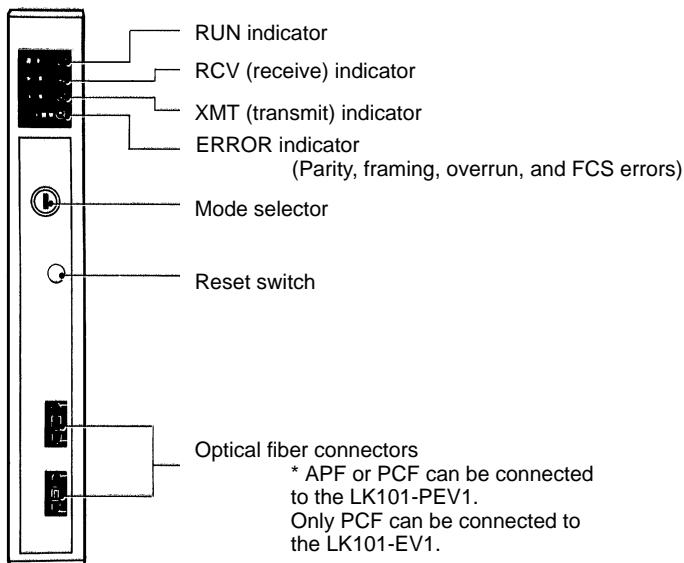 RUN indicator
RCV (receive) indicator
XMT (transmit) indicator
ERROR indicator
(Parity, framing, overrun, and FCS errors)
Mode selector
Reset switch
Optical fiber connectors
* APF or PCF can be connected
to the LK101-PEV1.
Only PCF can be connected to
the LK101-EV1.